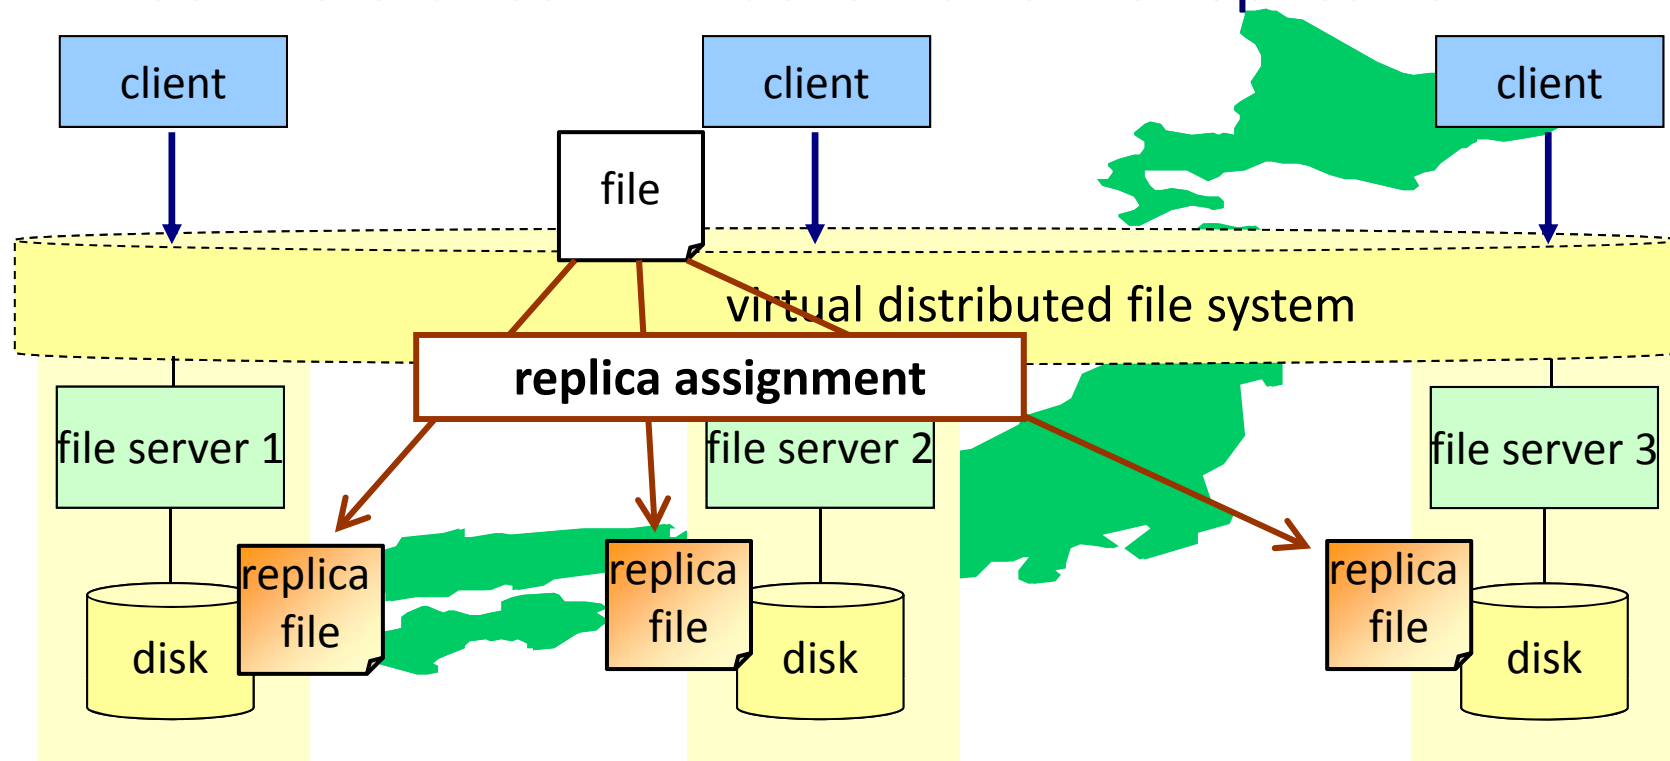 client
client
client
file
virtual distributed file system
replica assignment
file server 1
file server 2
file server 3
replica
file
replica
file
replica
file
disk
disk
disk